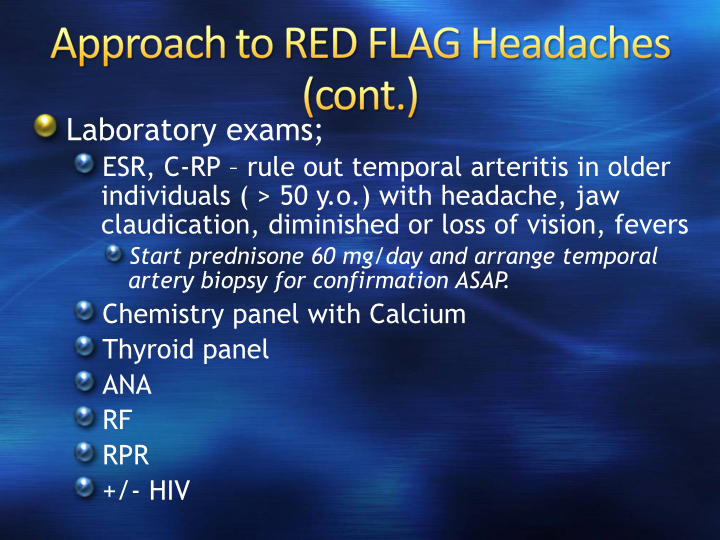 Approach to RED FLAG Headaches
(cont.)
Laboratory exams;
ESR, C-RP – rule out temporal arteritis in older
individuals ( > 50 y.o.) with headache, jaw
claudication, diminished or loss of vision, fevers
Start prednisone 60 mg/day and arrange temporal
artery biopsy for confirmation ASAP.
Chemistry panel with Calcium
Thyroid panel
ANA
RF
RPR
+/- HIV